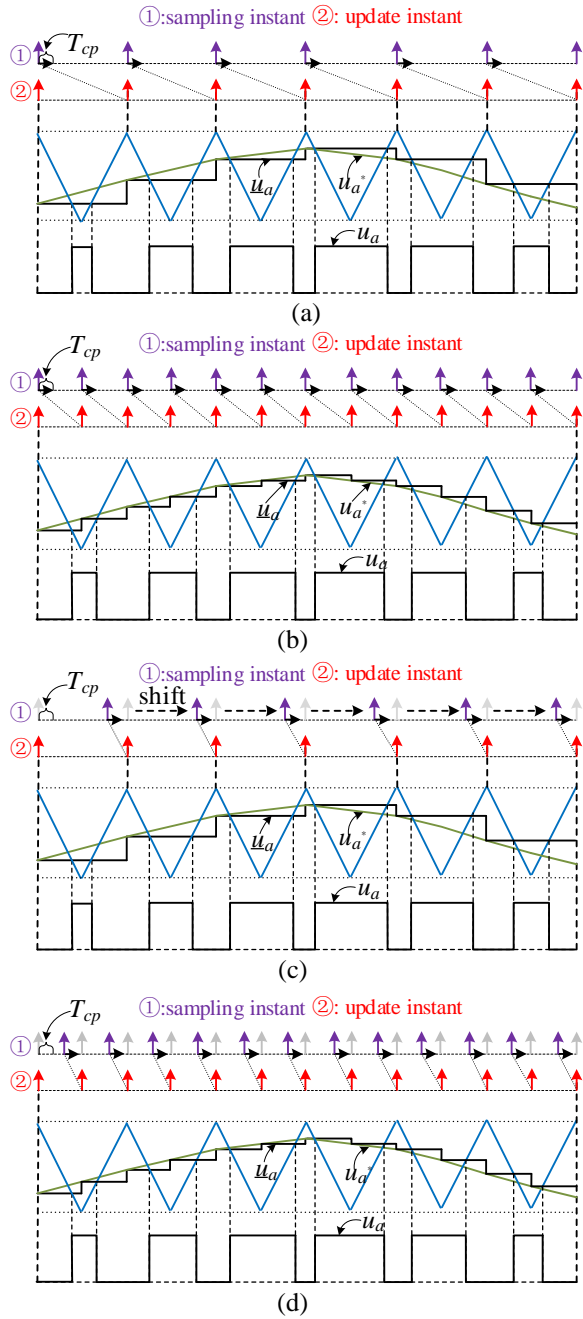 ①:sampling instant ②: update instant
T_cp
①
②
u_a u_a*
u_a
(a)
①:sampling instant ②: update instant
T_cp
①
②
u_a u_a*
u_a
(b)
①:sampling instant ②: update instant
T_cp shift
①
②
u_a u_a*
u_a
(c)
①:sampling instant ②: update instant
T_cp
①
②
u_a u_a*
u_a
(d)